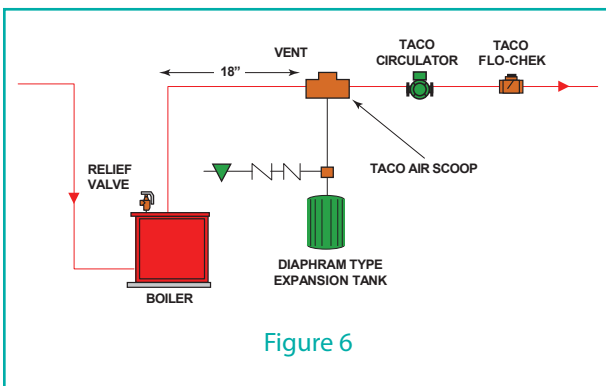 VENT
TACO
CIRCULATOR
TACO
FLO-CHEK
18”
RELIEF
VALVE
TACO AIR SCOOP
DIAPHRAM TYPE
EXPANSION TANK
BOILER
Figure 6